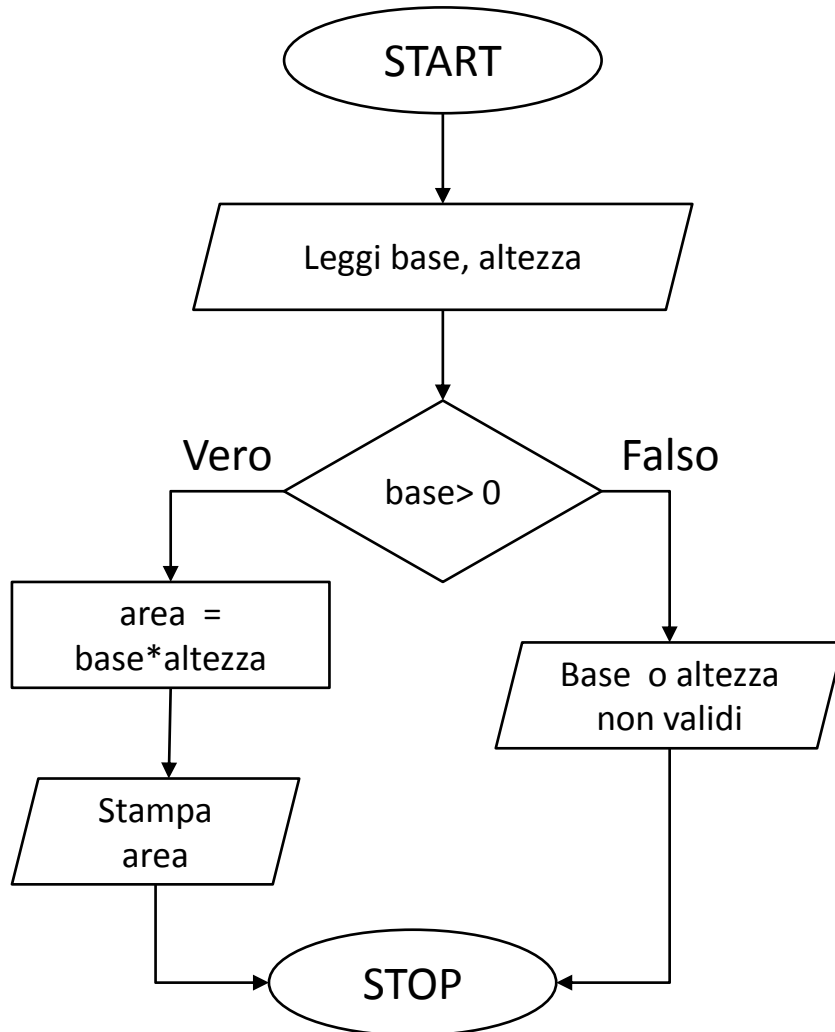 START
Leggi base, altezza
Vero
Falso
base> 0
area =
base*altezza
Base o altezza
non validi
Stampa
area
STOP